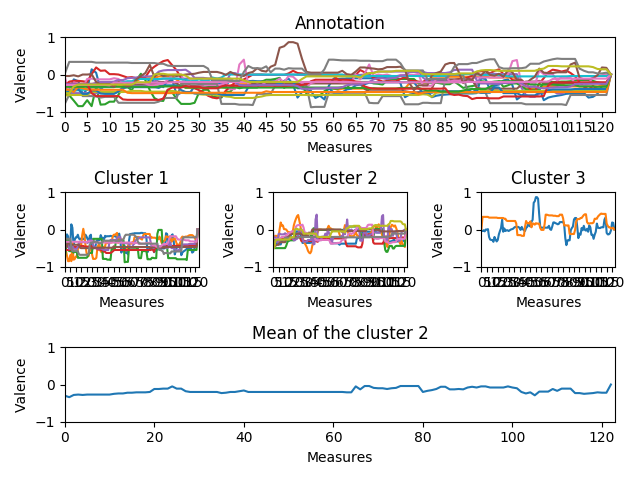 Annotation
Valence
1
0
−1
0 5 10 15 20 25 30 35 40 45 50 55 60 65 70 75 80 85 90 95 100 105 110 115 120
Measures
Cluster 1 Cluster 2 Cluster 3
Valence Valence Valence
1 1 1
0 0 0
−1 −1 −1
Measures Measures Measures
Mean of the cluster 2
Valence
1
0
−1
0 20 40 60 80 100 120
Measures